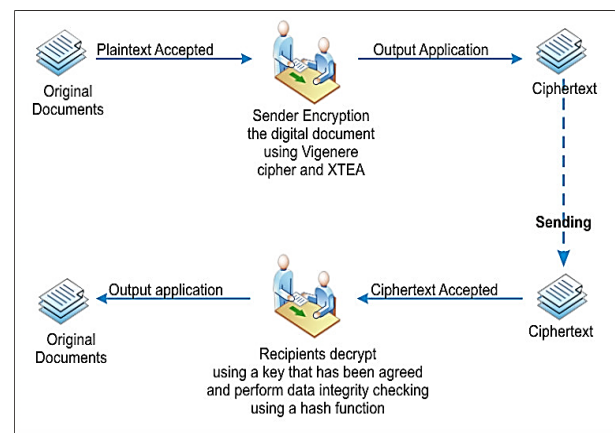 Plaintext Accepted
Output Application
Original
Documents
Sender Encryption
the digital document
using Vigenere
cipher and XTEA
Ciphertext
Sending
Ciphertext
Ciphertext Accepted
Recipients decrypt
using a key that has been agreed
and perform data integrity checking
using a hash function
Output application
Original
Documents